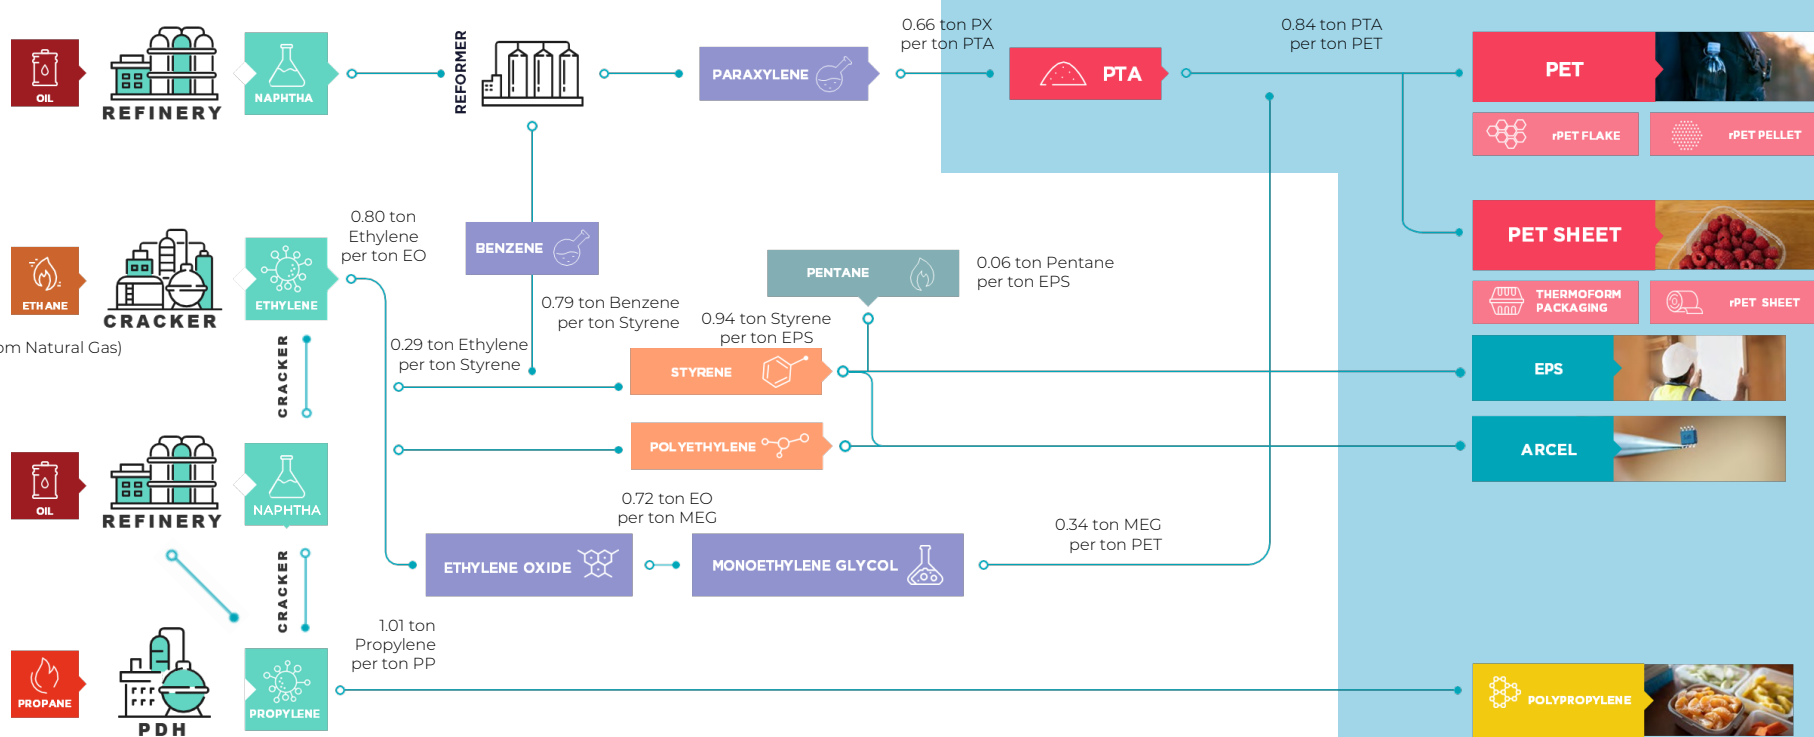 0.66 ton PX
per ton PTA
0.84 ton PTA
per ton PET
OIL
REFINERY
NAPHTHA
REFORMER
PARAXYLENE
PTA
PET
rPET FLAKE
rPET PELLET
0.80 ton
Ethylene
per ton EO
BENZENE
PET SHEET
ETHANE
CRACKER
ETHYLENE
PENTANE
0.06 ton Pentane
per ton EPS
THERMOFORM
PACKAGING
rPET SHEET
om Natural Gas)
0.79 ton Benzene
per ton Styrene
0.94 ton Styrene
per ton EPS
0.29 ton Ethylene
per ton Styrene
CRACKER
STYRENE
EPS
POLYETHYLENE
ARCEL
OIL
REFINERY
NAPHTHA
0.72 ton EO
per ton MEG
0.34 ton MEG
per ton PET
CRACKER
ETHYLENE OXIDE
MONOETHYLENE GLYCOL
1.01 ton
Propylene
per ton PP
PROPANE
PDH
PROPYLENE
POLYPROPYLENE